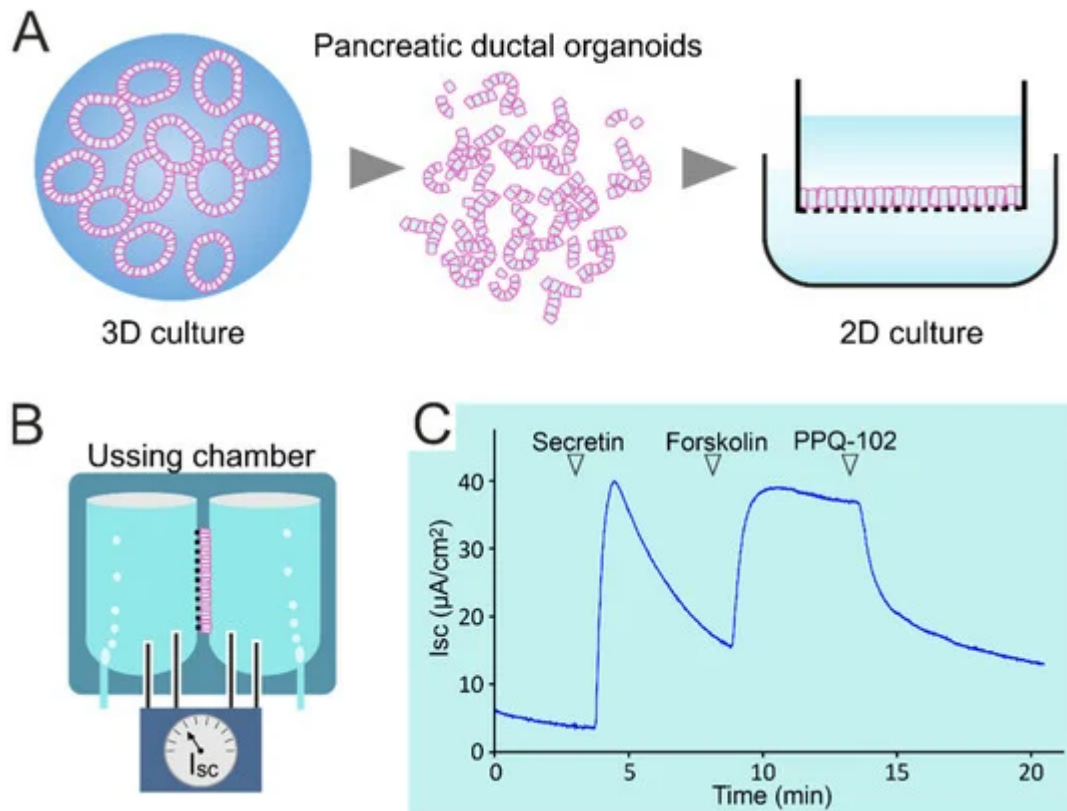 A
Pancreatic ductal organoids
3D culture
2D culture
B
Ussing chamber
Isc
C
Secretin
Forskolin
PPQ-102
Isc (µA/cm²)
40
30
20
10
0
0
5
10
15
20
Time (min)